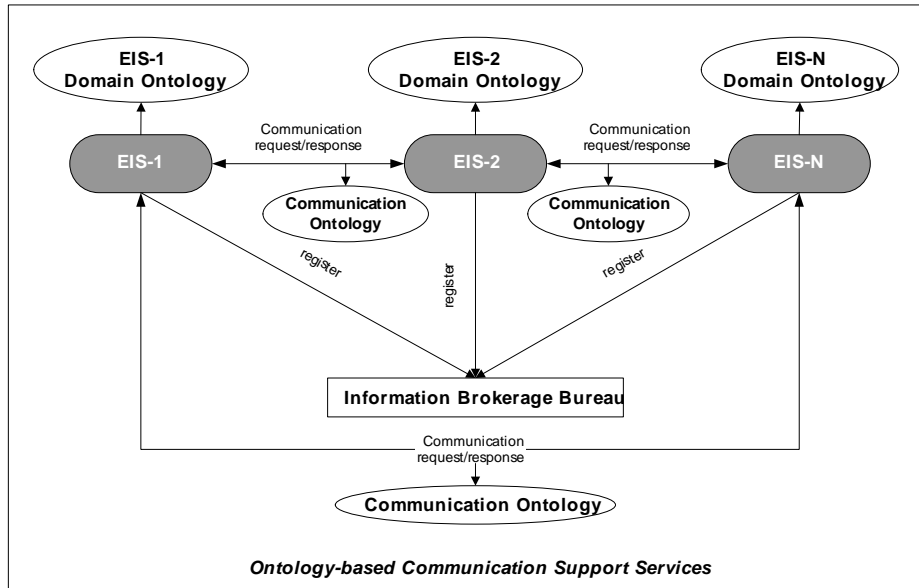 EIS-1
Domain Ontology
EIS-2
Domain Ontology
EIS-N
Domain Ontology
Communication
request/response
Communication
request/response
EIS-1
EIS-2
EIS-N
Communication
Ontology
Communication
Ontology
register
register
register
Information Brokerage Bureau
Communication
request/response
Communication Ontology
Ontology-based Communication Support Services